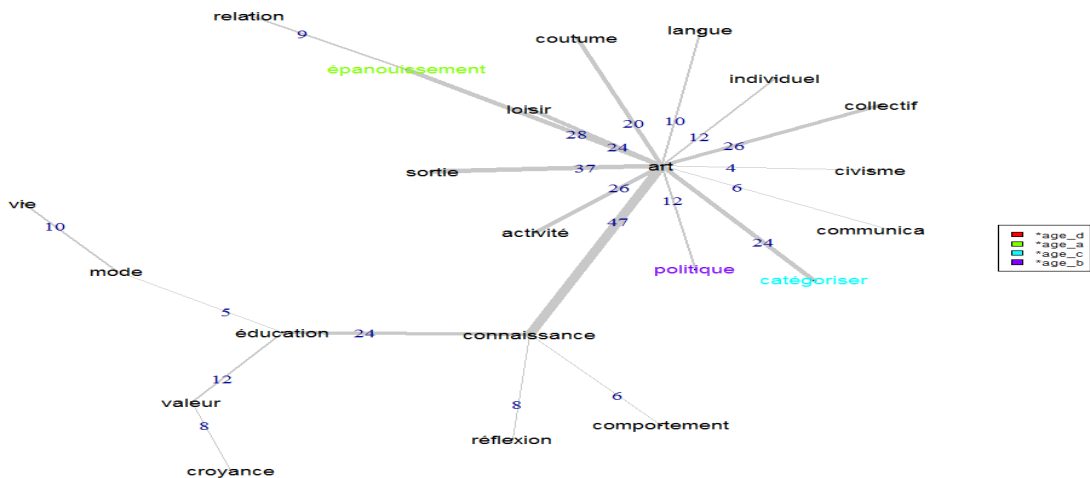 relation
9
épanouissement
coutume
langue
individuel
collectif
loisir
28
24
20
10
12
26
sortie
37
art
4
civisme
26
6
12
47
activité
communica
24
politique
catégoriser
vie
10
mode
5
éducation
24
connaissance
12
valeur
8
croyance
8
réflexion
6
comportement
*age_d
*age_a
*age_c
*age_b